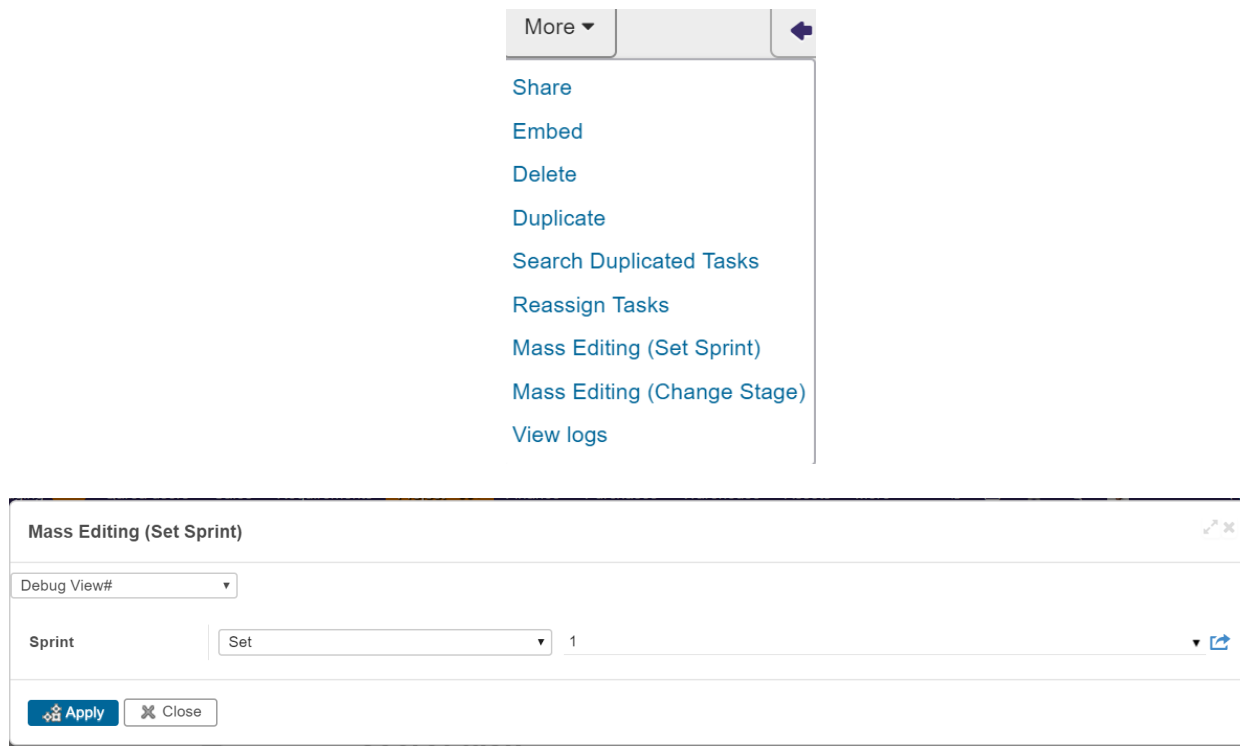 More
Share
Embed
Delete
Duplicate
Search Duplicated Tasks
Reassign Tasks
Mass Editing (Set Sprint)
Mass Editing (Change Stage)
View logs
Mass Editing (Set Sprint)
Debug View#
Sprint Set 1
Apply Close